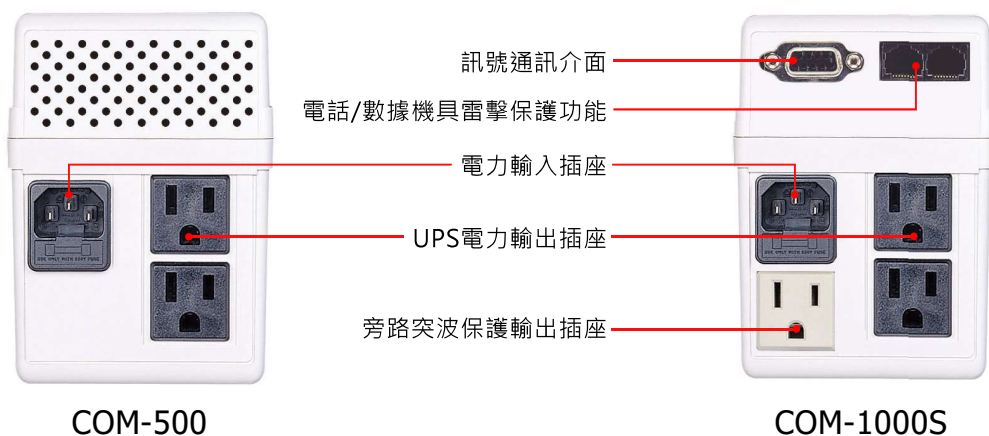 訊號通訊介面
電話/數據機具雷擊保護功能
電力輸入插座
UPS電力輸出插座
旁路突波保護輸出插座
COM-500
COM-1000S